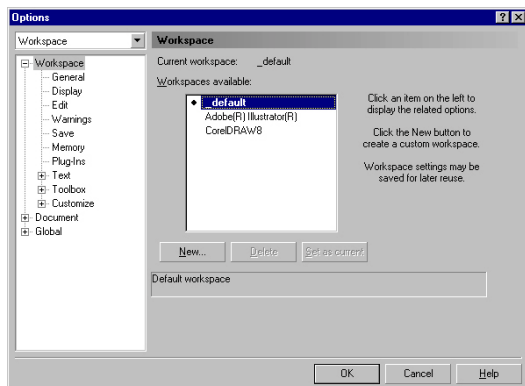 Options
Workspace
Workspace
General
Display
Edit
Warnings
Save
Memory
Plug-Ins
Text
Toolbox
Customize
Document
Global
Workspace
Current workspace: _default
Workspaces available:
_default
Adobe(R) Illustrator(R)
CorelDRAW8
Click an item on the left to
display the related options.
Click the New button to
create a custom workspace.
Workspace settings may be
saved for later reuse.
New... Delete Set as current
Default workspace
OK Cancel Help